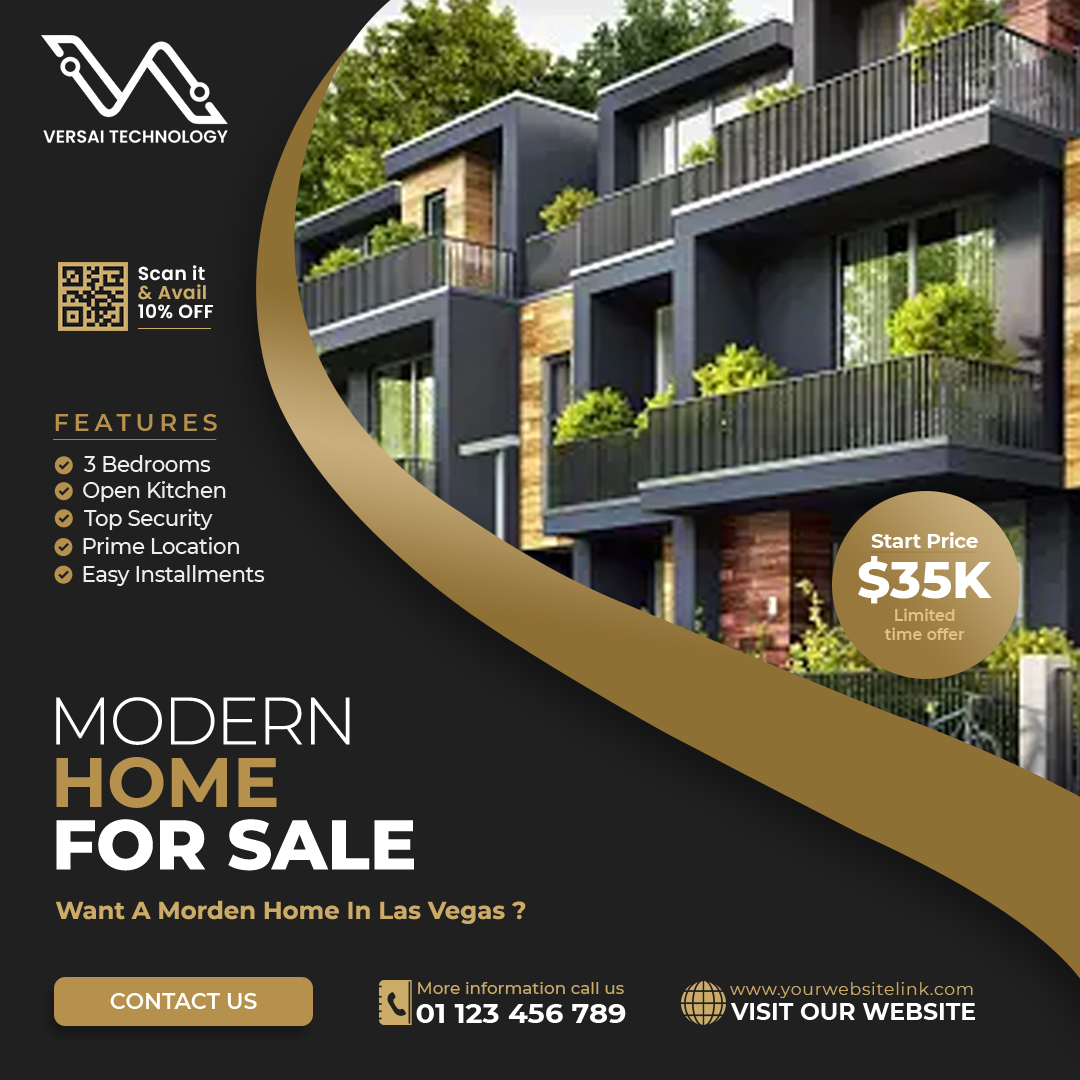 VERSAI TECHNOLOGY
Scan it
& Avail
10% OFF
FEATURES
3 Bedrooms
Open Kitchen
Top Security
Prime Location
Easy Installments
Start Price
$35K
Limited
time offer
MODERN
HOME
FOR SALE
Want A Morden Home In Las Vegas ?
CONTACT US
More information call us
01 123 456 789
www.yourwebsitelink.com
VISIT OUR WEBSITE